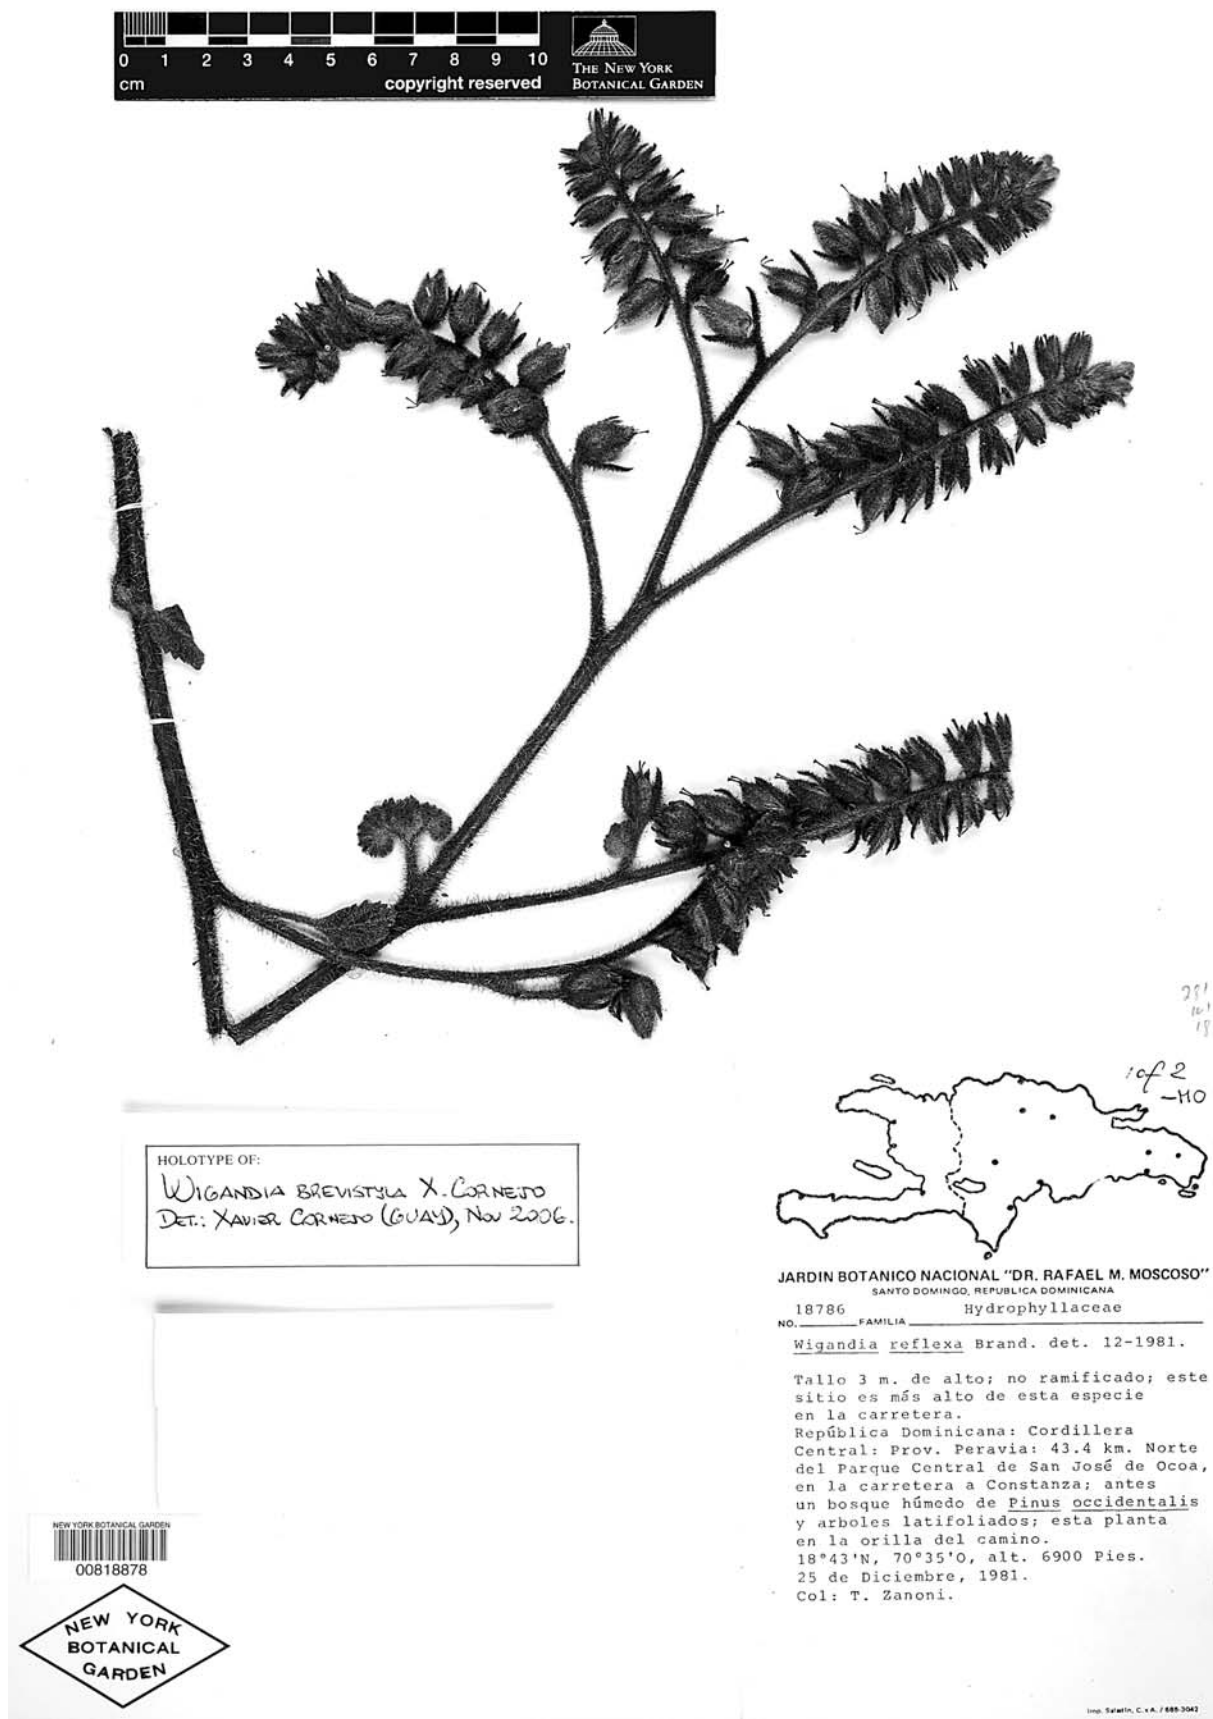 0 1 2 3 4 5 6 7 8 9 10
cm
copyright reserved
THE NEW YORK
BOTANICAL GARDEN
1 of 2
-MO
HOLOTYPE OF:
WIGANDIA BREVISTYLA X. CORNEJO
DET.: XAVIER CORNEJO (GUAY), NOV 2006.
JARDIN BOTANICO NACIONAL "DR. RAFAEL M. MOSCOSO"
SANTO DOMINGO, REPUBLICA DOMINICANA
NO. 18786 FAMILIA Hydrophyllaceae
Wigandia reflexa Brand. det. 12-1981.
Tallo 3 m. de alto; no ramificado; este
sitio es más alto de esta especie
en la carretera.
República Dominicana: Cordillera
Central: Prov. Peravia: 43.4 km. Norte
del Parque Central de San José de Ocoa,
en la carretera a Constanza; antes
un bosque húmedo de Pinus occidentalis
y arboles latifoliados; esta planta
en la orilla del camino.
18°43'N, 70°35'O, alt. 6900 Pies.
25 de Diciembre, 1981.
Col: T. Zanoni.
NEW YORK BOTANICAL GARDEN
00818878
NEW YORK
BOTANICAL
GARDEN
Imp. Saladín, C. x A. / 688-3042